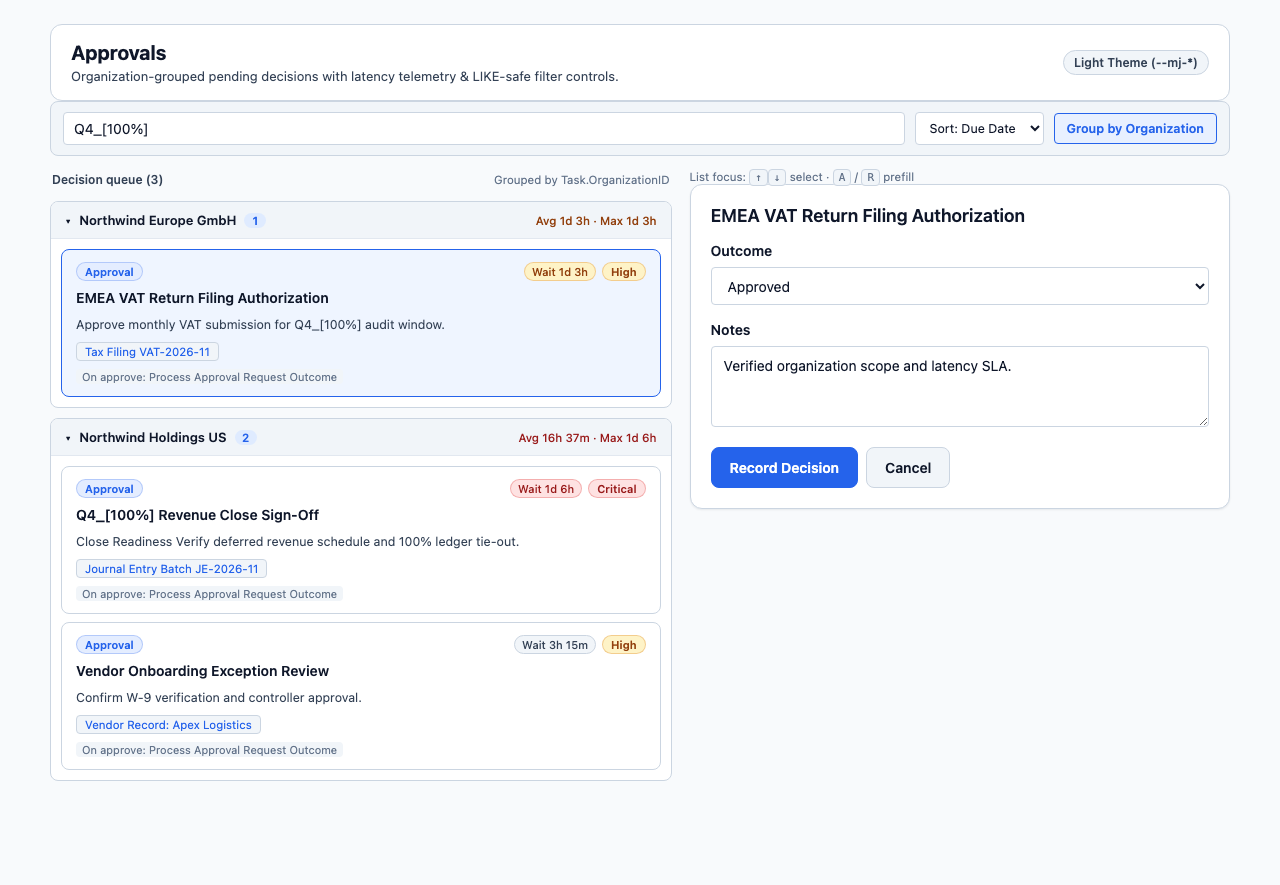 Approvals
Organization-grouped pending decisions with latency telemetry & LIKE-safe filter controls.
Light Theme (--mj-*)
Q4_[100%]
Sort: Due Date
Group by Organization
Decision queue (3)
Grouped by Task.OrganizationID
▾ Northwind Europe GmbH 1
Avg 1d 3h · Max 1d 3h
Approval
Wait 1d 3h
High
EMEA VAT Return Filing Authorization
Approve monthly VAT submission for Q4_[100%] audit window.
Tax Filing VAT-2026-11
On approve: Process Approval Request Outcome
▾ Northwind Holdings US 2
Avg 16h 37m · Max 1d 6h
Approval
Wait 1d 6h
Critical
Q4_[100%] Revenue Close Sign-Off
Close Readiness Verify deferred revenue schedule and 100% ledger tie-out.
Journal Entry Batch JE-2026-11
On approve: Process Approval Request Outcome
Approval
Wait 3h 15m
High
Vendor Onboarding Exception Review
Confirm W-9 verification and controller approval.
Vendor Record: Apex Logistics
On approve: Process Approval Request Outcome
List focus: ↑ ↓ select · A / R prefill
EMEA VAT Return Filing Authorization
Outcome
Approved
Notes
Verified organization scope and latency SLA.
Record Decision
Cancel